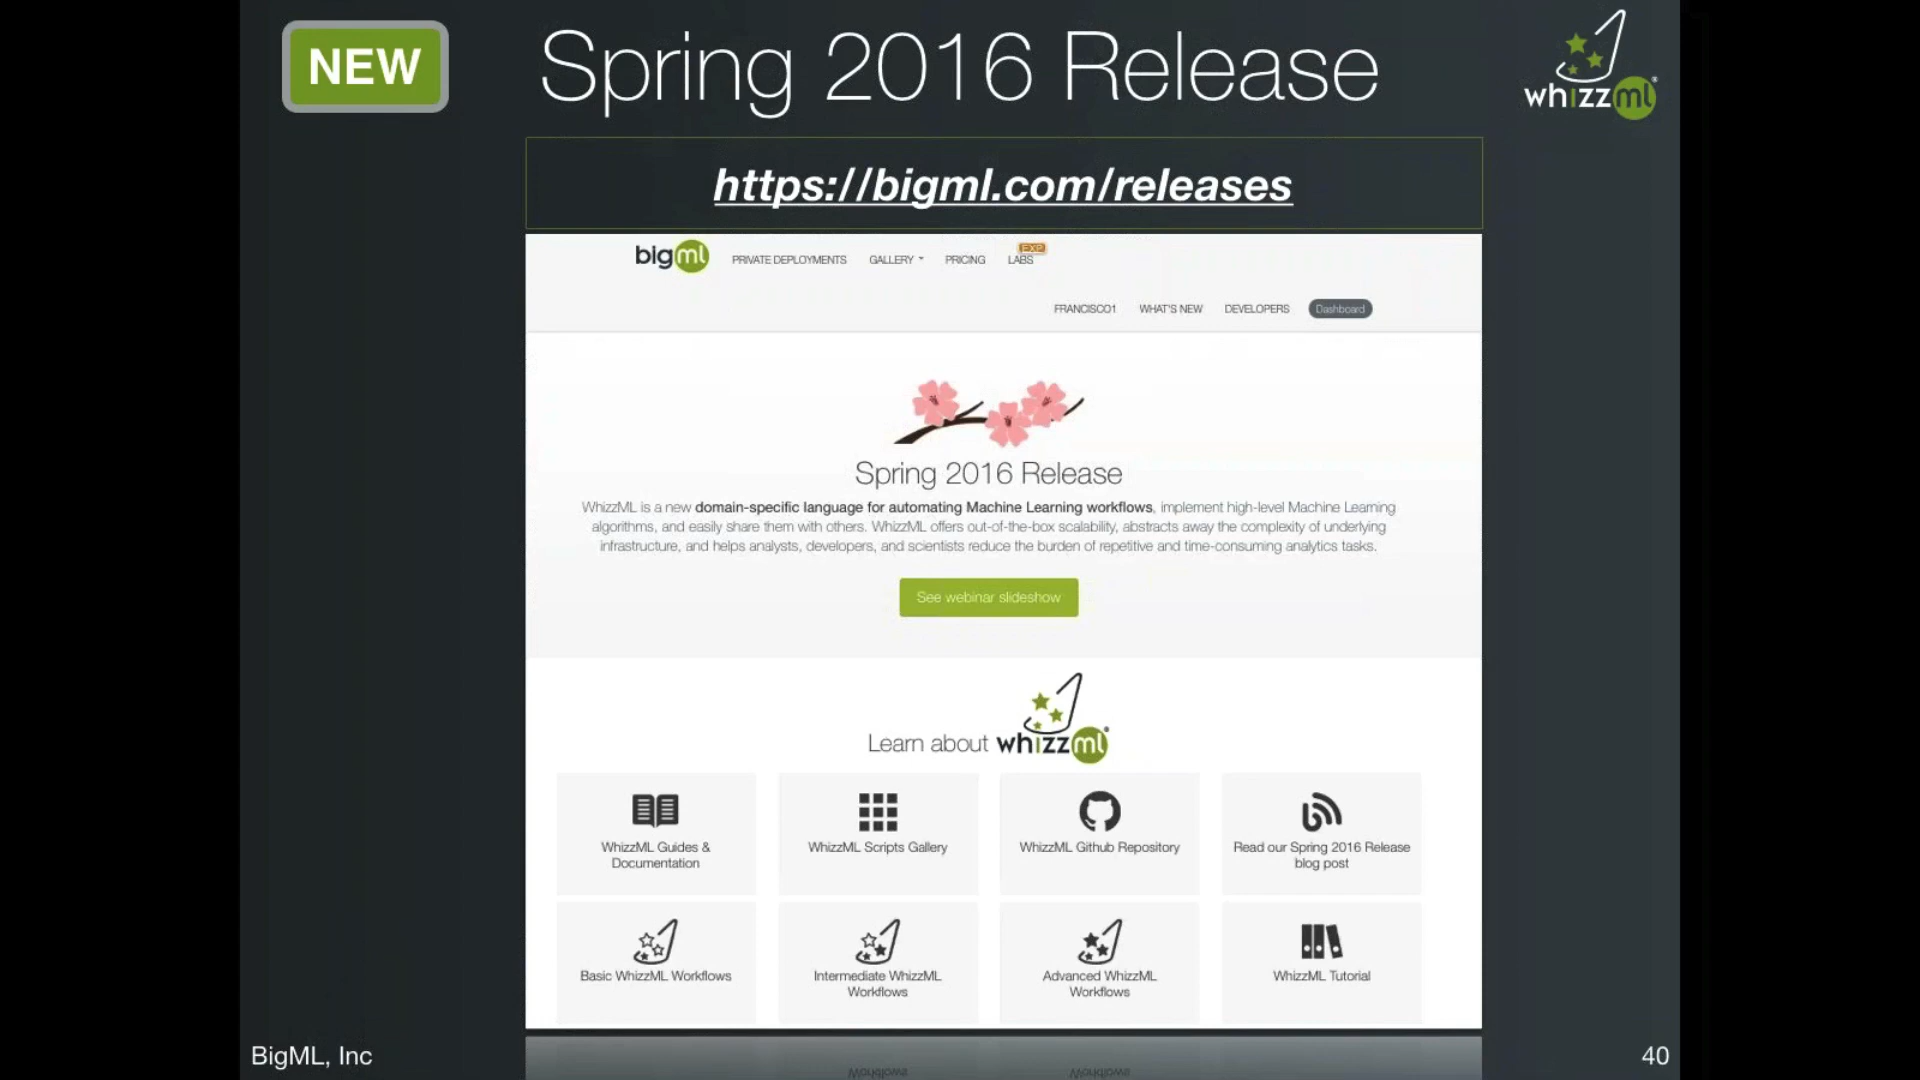 NEW
Spring 2016 Release
whizzml
https://bigml.com/releases
bigml
PRIVATE DEPLOYMENTS
GALLERY
PRICING
LABS
EXP
FRANCISCO1
WHAT'S NEW
DEVELOPERS
Dashboard
Spring 2016 Release
WhizzML is a new domain-specific language for automating Machine Learning workflows, implement high-level Machine Learning
algorithms, and easily share them with others. WhizzML offers out-of-the-box scalability, abstracts away the complexity of underlying
infrastructure, and helps analysts, developers, and scientists reduce the burden of repetitive and time-consuming analytics tasks.
See webinar slideshow
Learn about whizzml
WhizzML Guides &
Documentation
WhizzML Scripts Gallery
WhizzML Github Repository
Read our Spring 2016 Release
blog post
Basic WhizzML Workflows
Intermediate WhizzML
Workflows
Advanced WhizzML
Workflows
WhizzML Tutorial
BigML, Inc
40